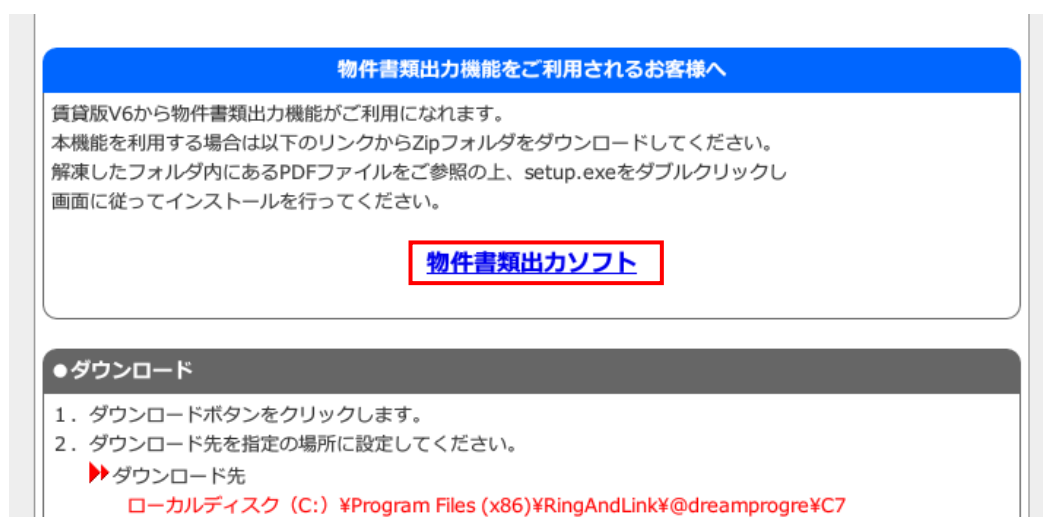 物件書類出力機能をご利用されるお客様へ
賃貸版V6から物件書類出力機能がご利用になれます。
本機能を利用する場合は以下のリンクからZipフォルダをダウンロードしてください。
解凍したフォルダ内にあるPDFファイルをご参照の上、setup.exeをダブルクリックし
画面に従ってインストールを行ってください。
物件書類出力ソフト
●ダウンロード
1．ダウンロードボタンをクリックします。
2．ダウンロード先を指定の場所に設定してください。
ダウンロード先
ローカルディスク（C:）¥Program Files (x86)¥RingAndLink¥@dreamprogre¥C7